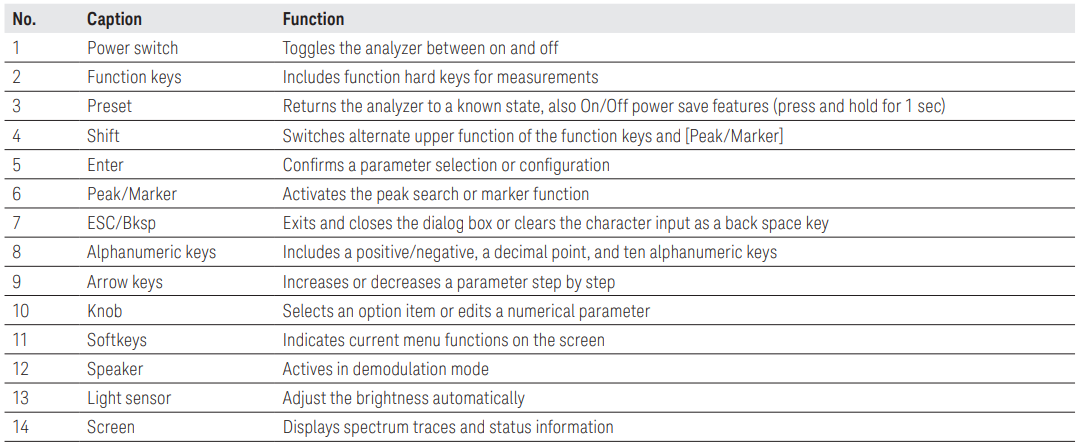 No. Caption Function
1 Power switch Toggles the analyzer between on and off
2 Function keys Includes function hard keys for measurements
3 Preset Returns the analyzer to a known state, also On/Off power save features (press and hold for 1 sec)
4 Shift Switches alternate upper function of the function keys and [Peak/Marker]
5 Enter Confirms a parameter selection or configuration
6 Peak/Marker Activates the peak search or marker function
7 ESC/Bksp Exits and closes the dialog box or clears the character input as a back space key
8 Alphanumeric keys Includes a positive/negative, a decimal point, and ten alphanumeric keys
9 Arrow keys Increases or decreases a parameter step by step
10 Knob Selects an option item or edits a numerical parameter
11 Softkeys Indicates current menu functions on the screen
12 Speaker Actives in demodulation mode
13 Light sensor Adjust the brightness automatically
14 Screen Displays spectrum traces and status information